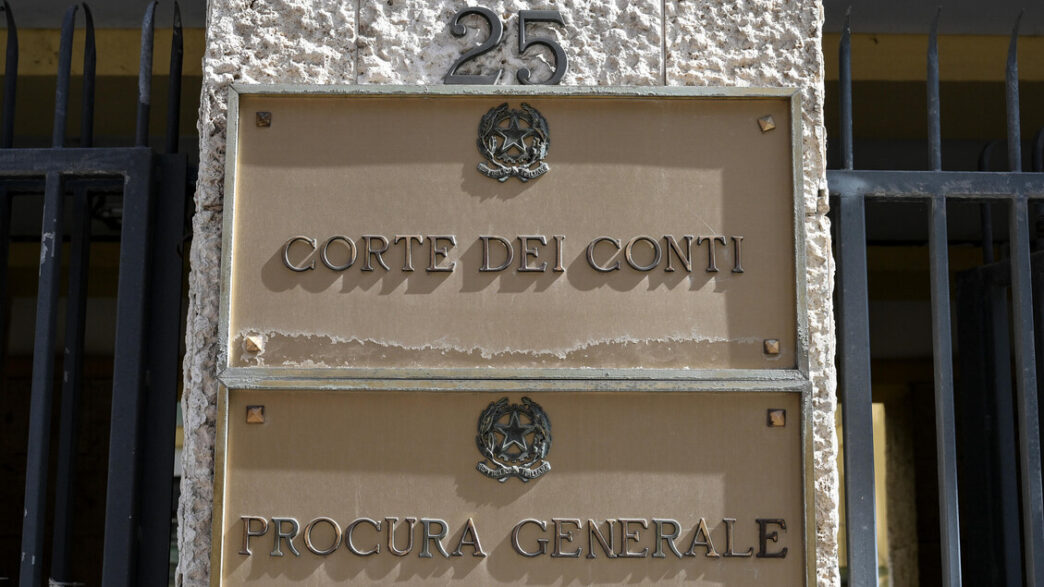 25
CORTE DEI CONTI
PROCURA GENERALE